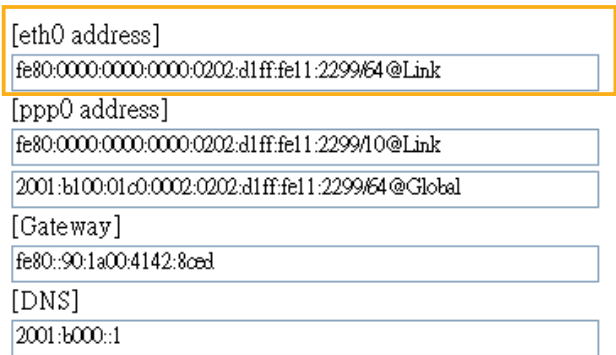 [eth0 address]
fe80:0000:0000:0000:0202:d1ff:fe11:2299/64@Link
[ppp0 address]
fe80:0000:0000:0000:0202:d1ff:fe11:2299/10@Link
2001:b100:01c0:0002:0202:d1ff:fe11:2299/64@Global
[Gateway]
fe80::90:1a00:4142:8ced
[DNS]
2001:b000::1